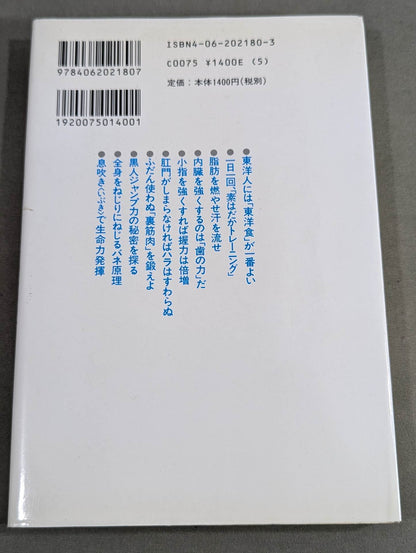 ISBN4-06-202180-3
C0075 ¥1400E (5)
定価：本体1400円(税別)
9784062021807
1920075014001
●東洋人には、「東洋食」が一番よい
●一日一回、「素はだかトレーニング」
●脂肪を燃やせ汗を流せ
●内臓を強くするのは、「歯の力」だ
●小指を強くすれば握力は倍増
●肛門がしまらなければハラはすわらぬ
●ふだん使わぬ「裏筋肉」を鍛えよ
●黒人ジャンプ力の秘密を探る
●全身をねじりにねじるバネ原理
●息吹き〈いぶき〉で生命力発揮